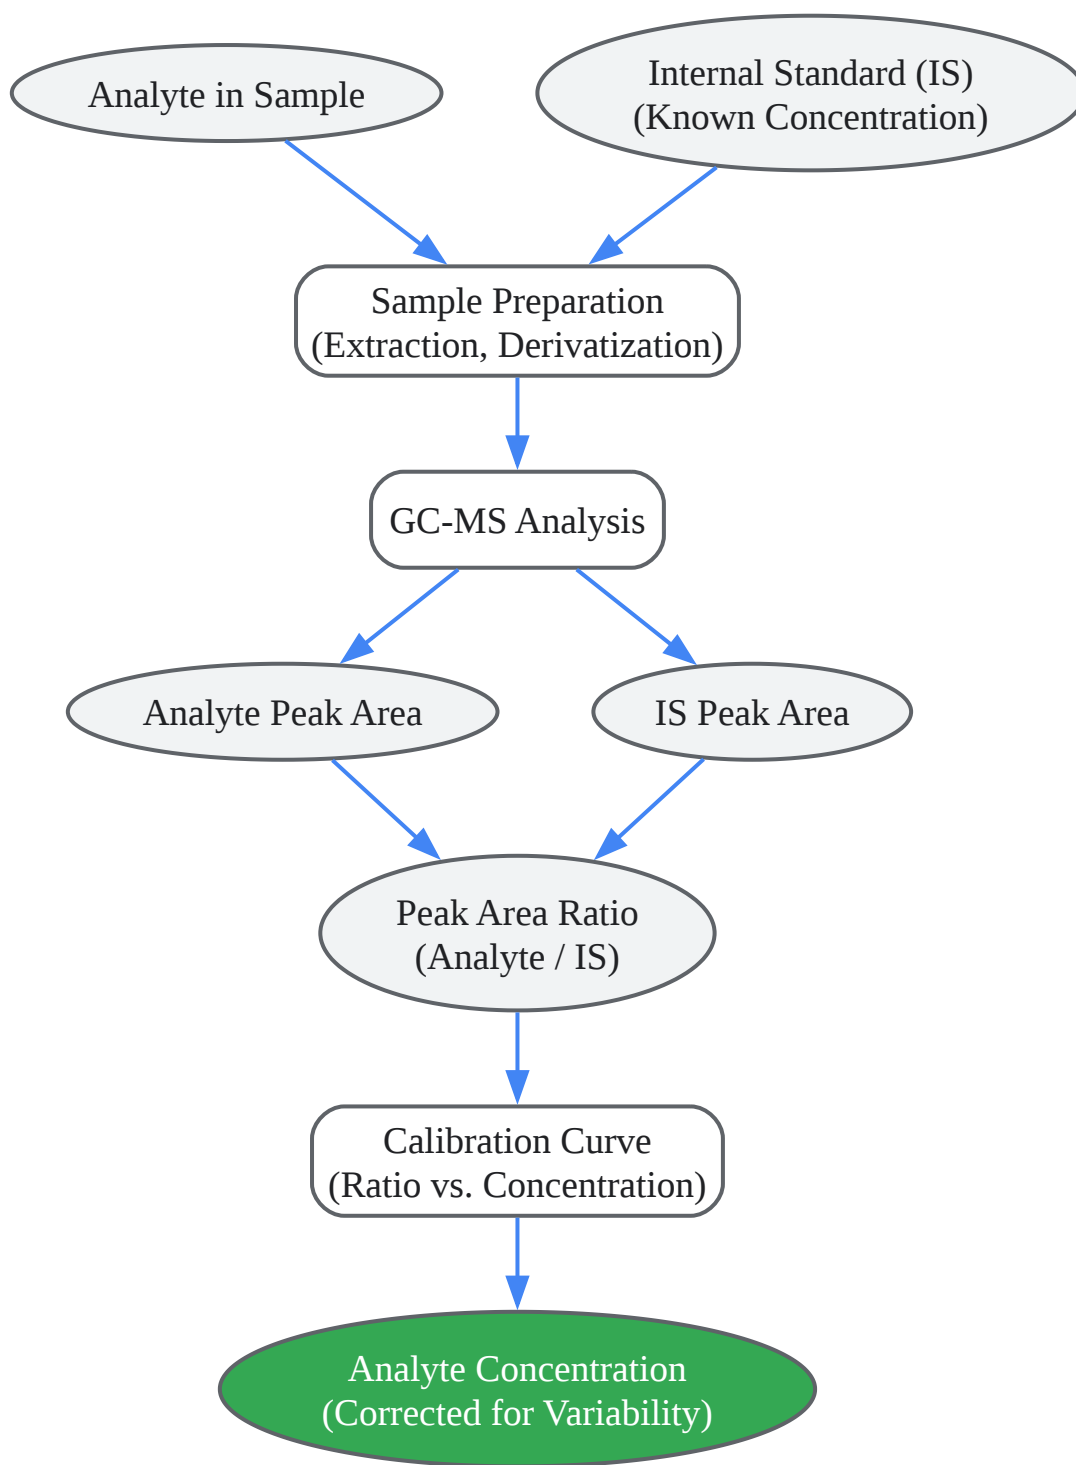 Analyte in Sample
Internal Standard (IS)
(Known Concentration)
Sample Preparation
(Extraction, Derivatization)
GC-MS Analysis
Analyte Peak Area
IS Peak Area
Peak Area Ratio
(Analyte / IS)
Calibration Curve
(Ratio vs. Concentration)
Analyte Concentration
(Corrected for Variability)